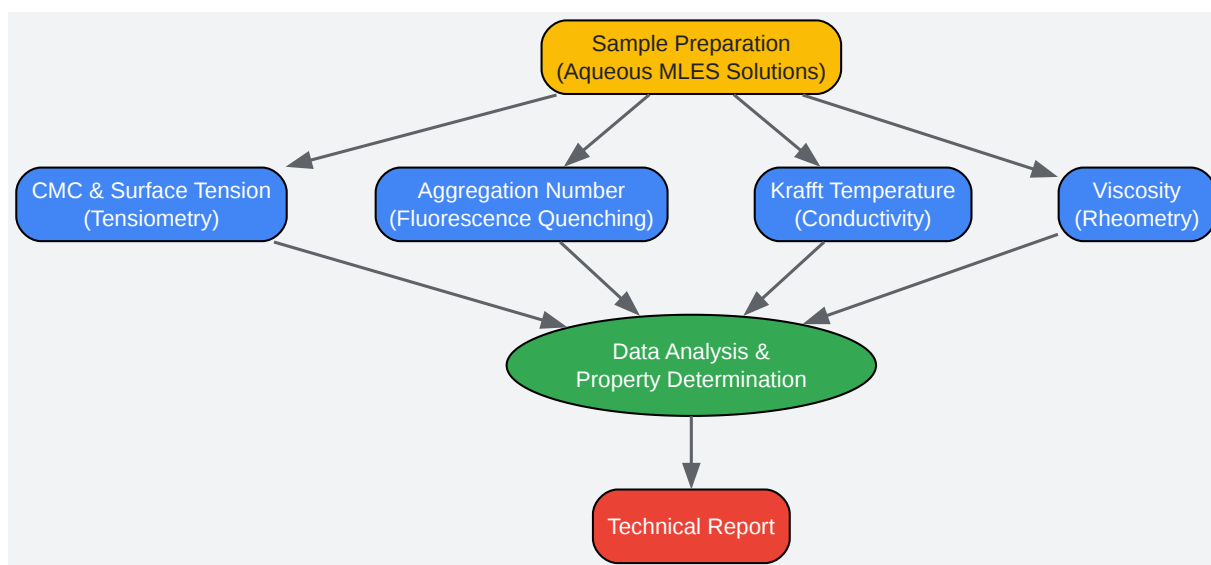 Sample Preparation
(Aqueous MLES Solutions)
CMC & Surface Tension
(Tensiometry)
Aggregation Number
(Fluorescence Quenching)
Krafft Temperature
(Conductivity)
Viscosity
(Rheometry)
Data Analysis &
Property Determination
Technical Report